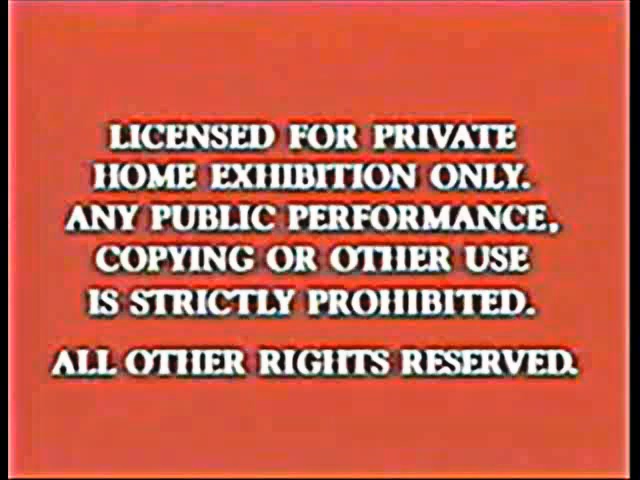 LICENSED FOR PRIVATE
HOME EXHIBITION ONLY.
ANY PUBLIC PERFORMANCE,
COPYING OR OTHER USE
IS STRICTLY PROHIBITED.
ALL OTHER RIGHTS RESERVED.